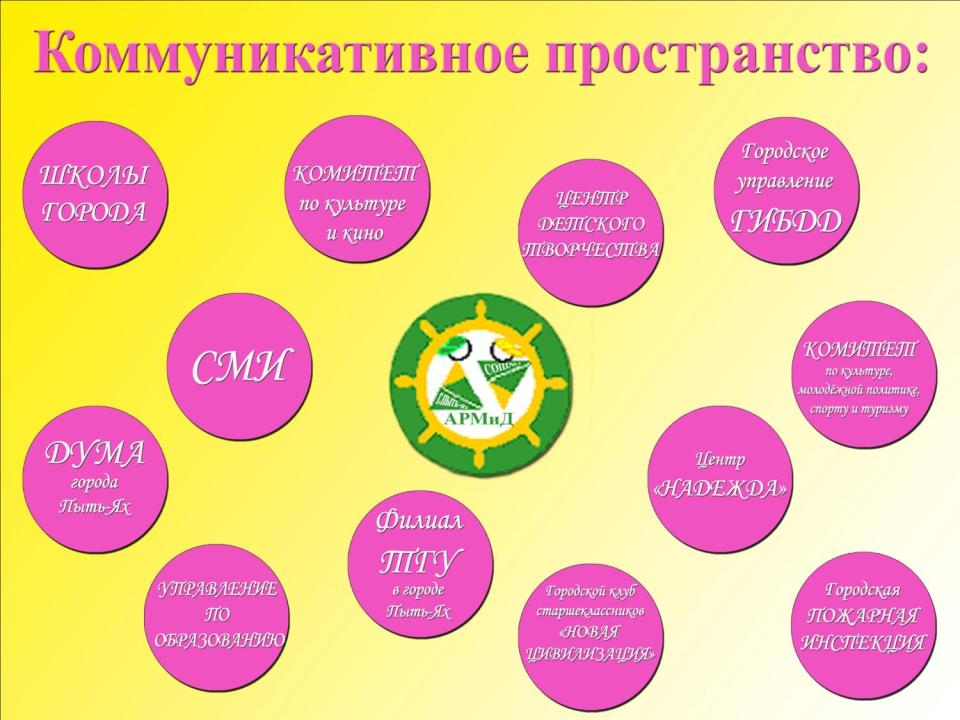 Коммуникативное пространство:
ШКОЛЫ
ГОРОДА
КОМИТЕТ
по культуре
и кино
ЦЕНТР
ДЕТСКОГО
ТВОРЧЕСТВА
Городское
управление
ГИБДД
СМИ
АРМиД
КОМИТЕТ
по культуре,
молодёжной политике,
спорту и туризму
ДУМА
города
Пыть-Ях
Центр
«НАДЕЖДА»
Филиал
ТГУ
в городе
Пыть-Ях
УПРАВЛЕНИЕ
ПО
ОБРАЗОВАНИЮ
Городской клуб
старшеклассников
«НОВАЯ
ЦИВИЛИЗАЦИЯ»
Городская
ПОЖАРНАЯ
ИНСПЕКЦИЯ